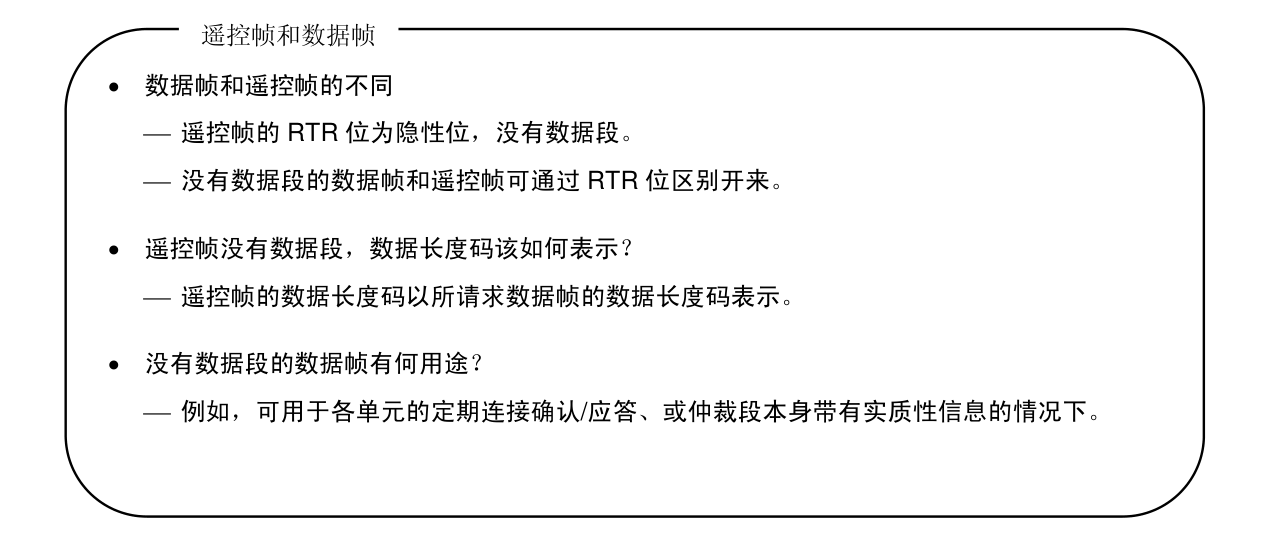 遥控帧和数据帧
• 数据帧和遥控帧的不同
— 遥控帧的 RTR 位为隐性位，没有数据段。
— 没有数据段的数据帧和遥控帧可通过 RTR 位区别开来。
• 遥控帧没有数据段，数据长度码该如何表示？
— 遥控帧的数据长度码以所请求数据帧的数据长度码表示。
• 没有数据段的数据帧有何用途？
— 例如，可用于各单元的定期连接确认/应答、或仲裁段本身带有实质性信息的情况下。